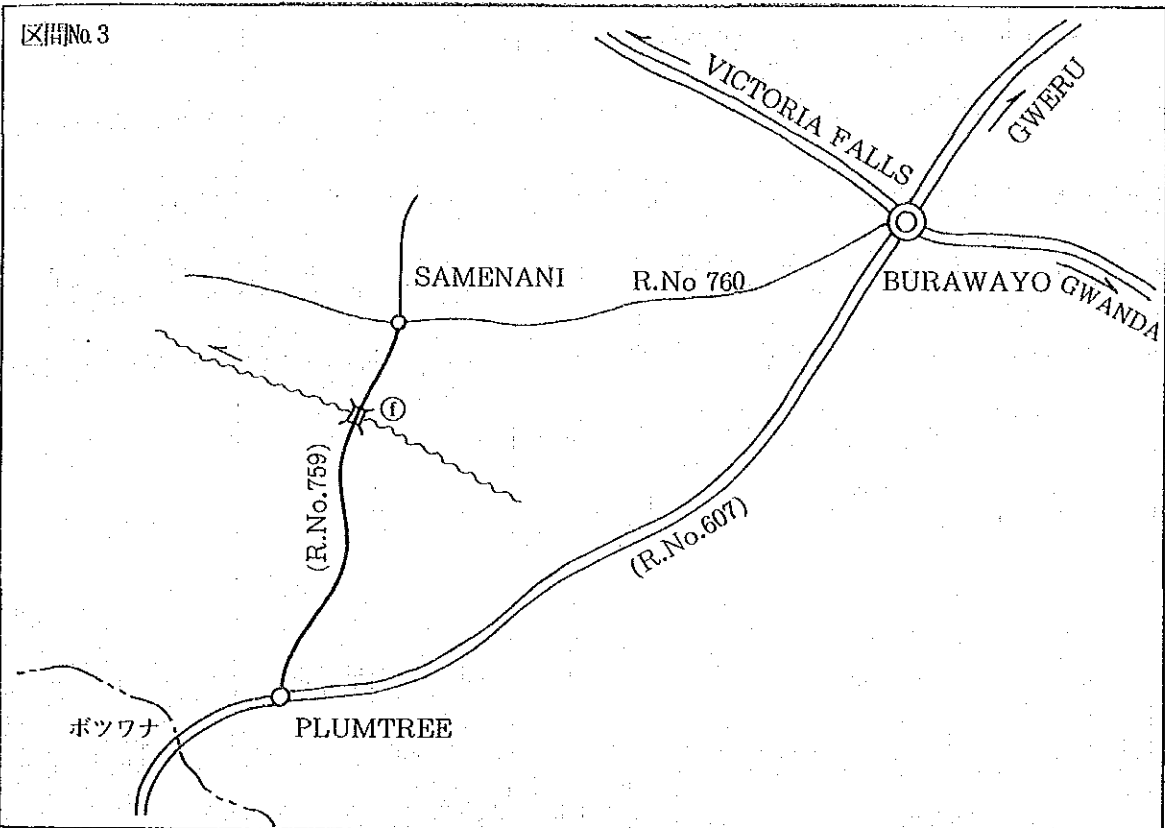 区間No.3
VICTORIA FALLS
GWERU
SAMENANI
R.No 760
BURAWAYO
GWANDA
f
(R.No.759)
(R.No.607)
ボツワナ
PLUMTREE